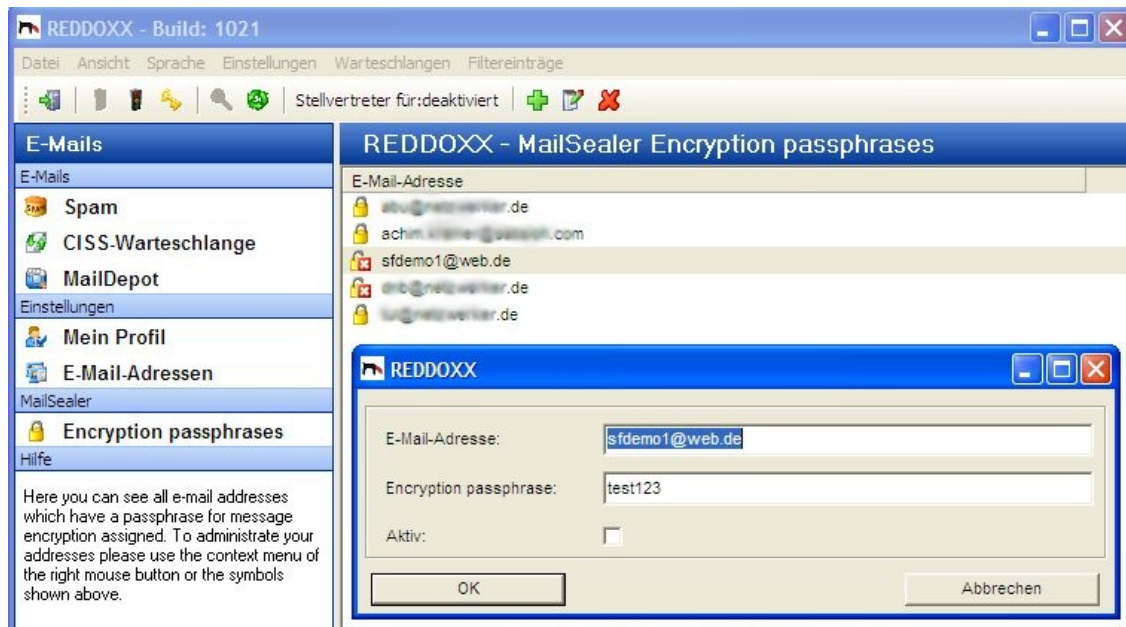 REDDOXX - Build: 1021
Datei Ansicht Sprache Einstellungen Warteschlangen Filtereinträge
Stellvertreter für:deaktiviert
E-Mails
E-Mails
Spam
CISS-Warteschlange
MailDepot
Einstellungen
Mein Profil
E-Mail-Adressen
MailSealer
Encryption passphrases
Hilfe
Here you can see all e-mail addresses
which have a passphrase for message
encryption assigned. To administrate your
addresses please use the context menu of
the right mouse button or the symbols
shown above.
REDDOXX - MailSealer Encryption passphrases
E-Mail-Adresse
.de
achim .com
sfdemo1@web.de
.de
.de
REDDOXX
E-Mail-Adresse: sfdemo1@web.de
Encryption passphrase: test123
Aktiv:
OK Abbrechen